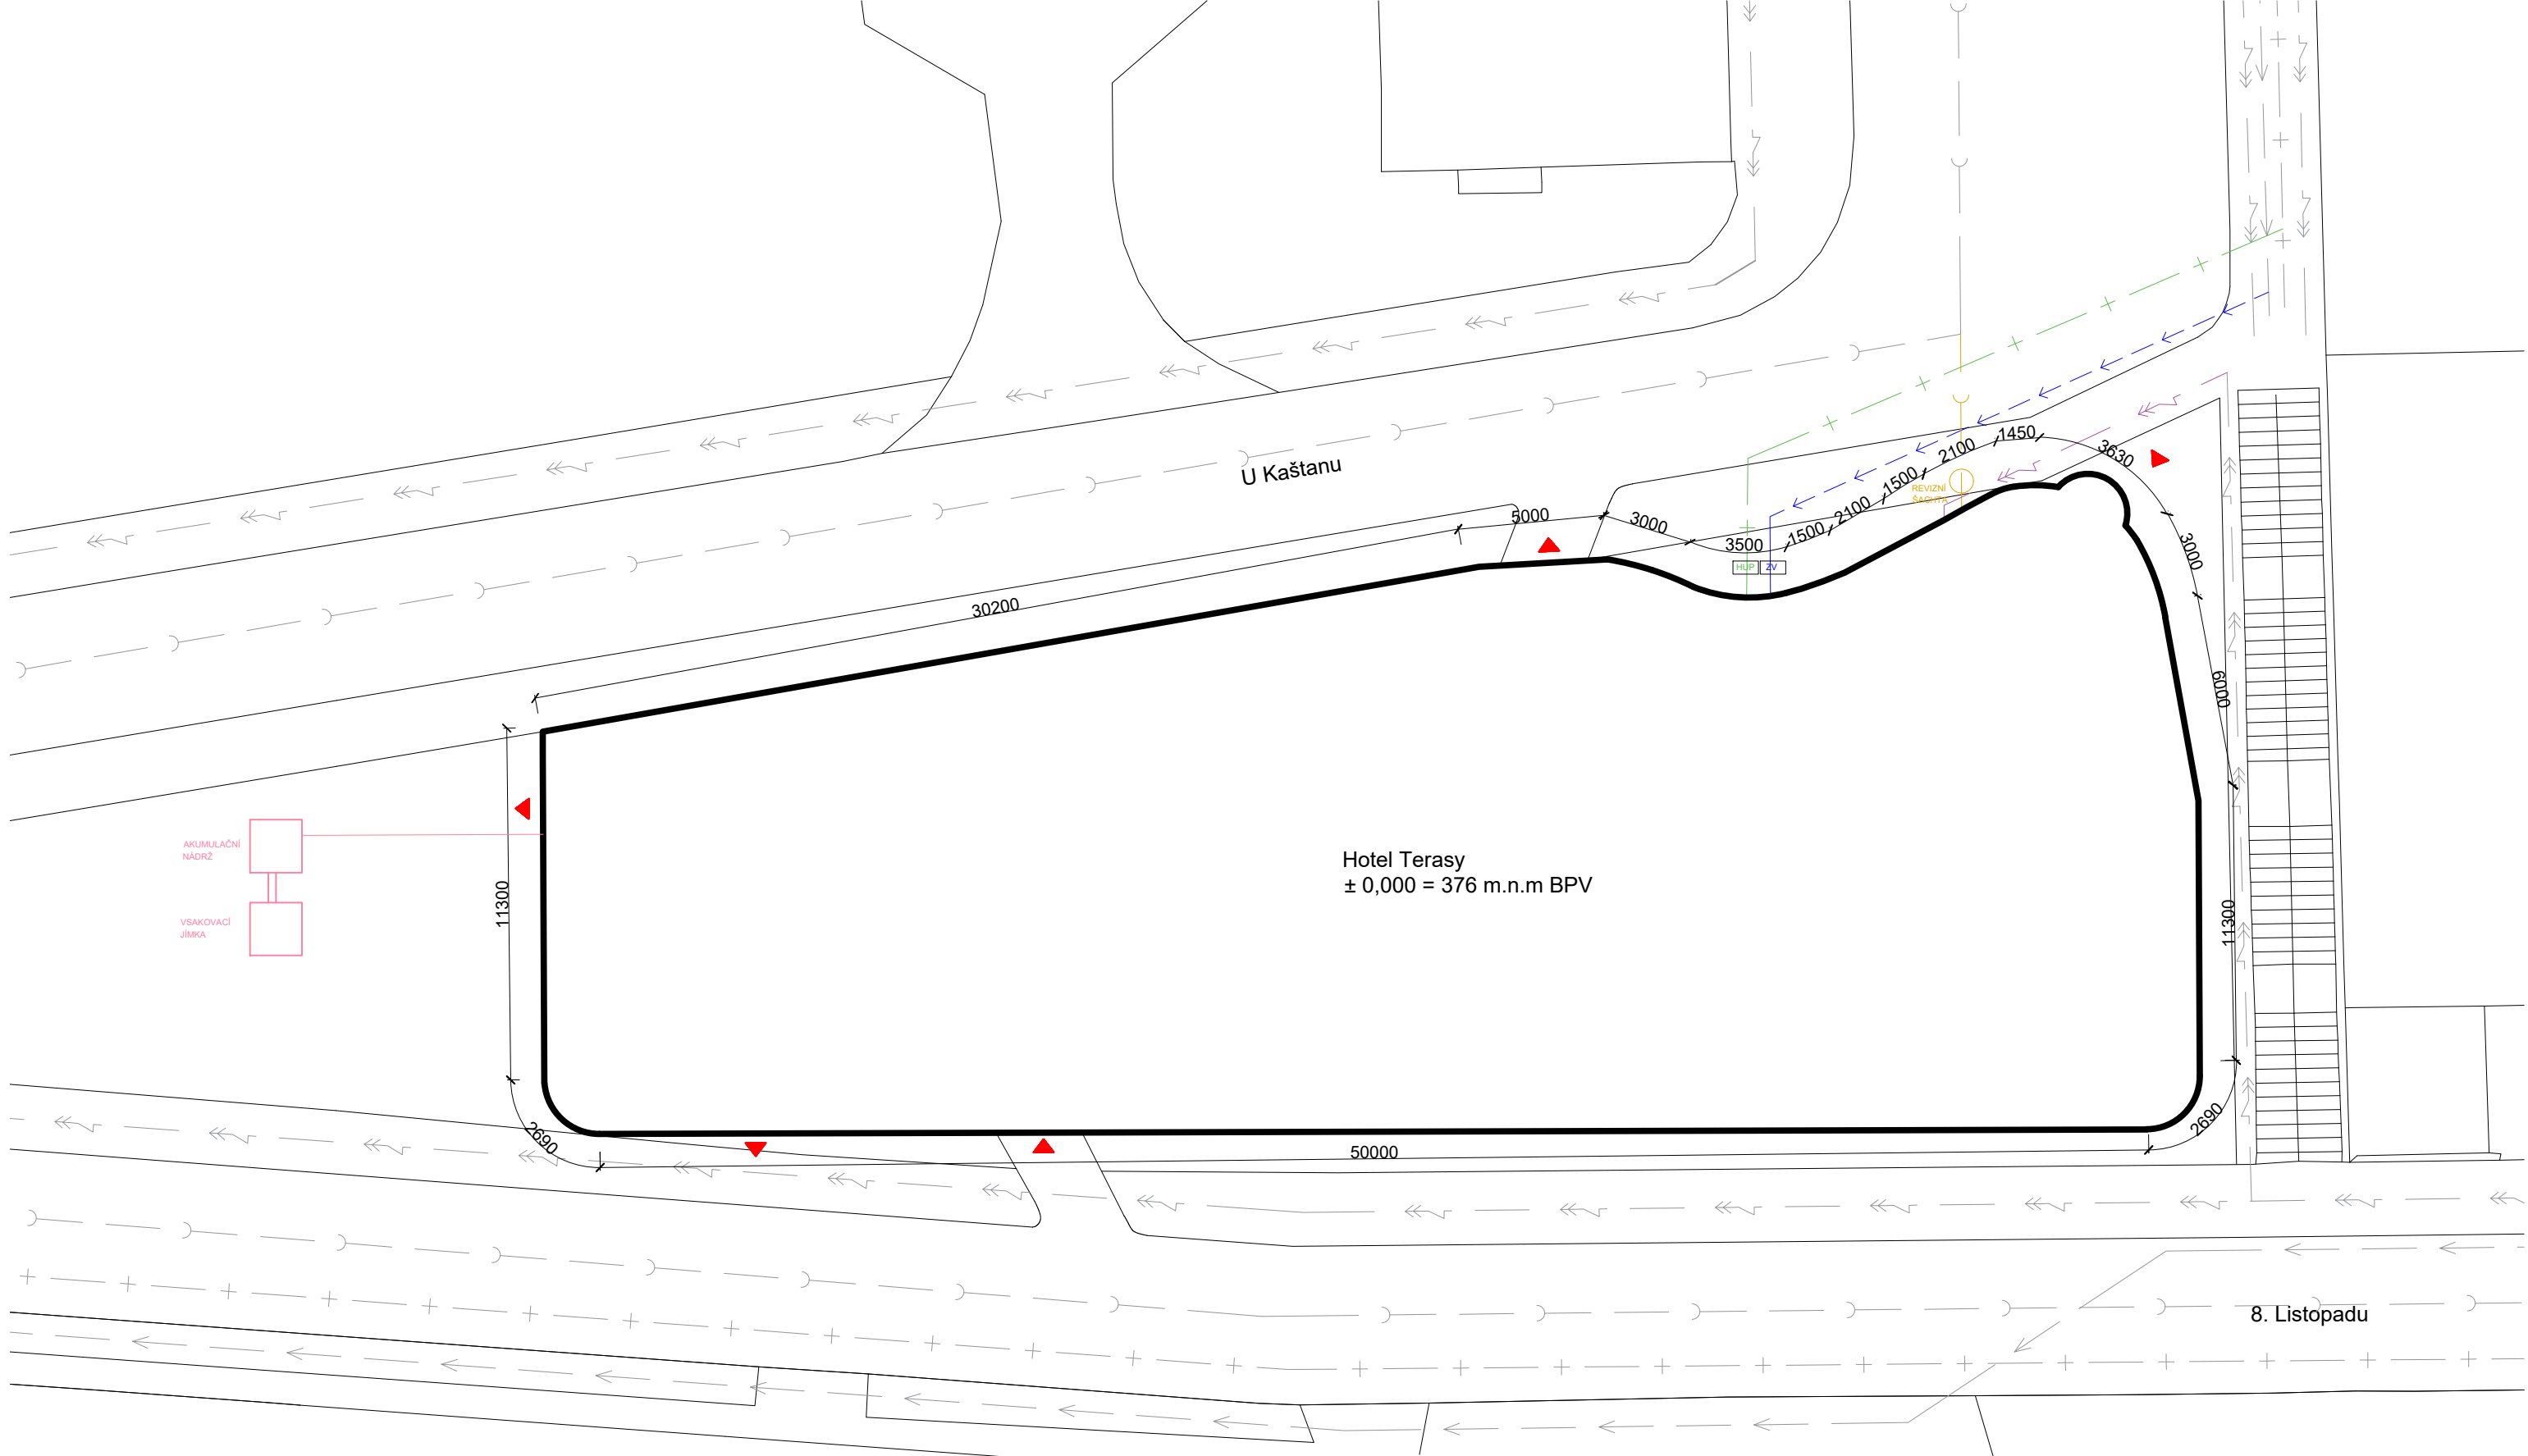 1450
2100
3630
U Kaštanu
1500
REVIZNÍ
ŠACHTA
2100
5000
3000
1500
3500
3000
HUP
ZV
30200
6000
AKUMULAČNÍ
NÁDRŽ
Hotel Terasy
± 0,000 = 376 m.n.m BPV
11300
11300
VSAKOVACÍ
JÍMKA
2690
2690
50000
8. Listopadu